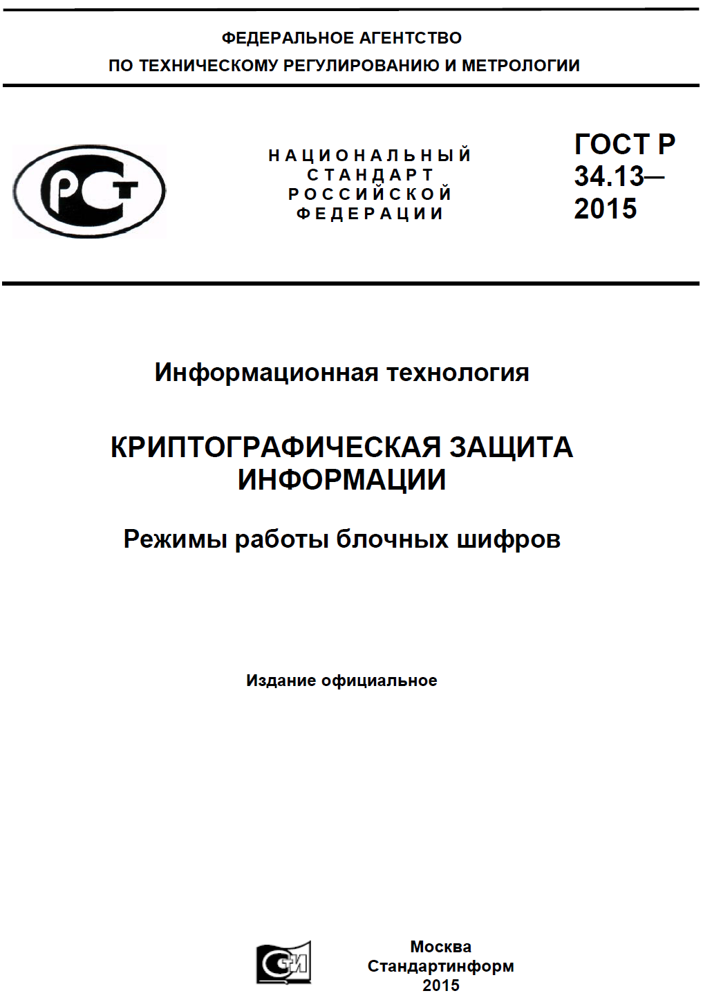 ФЕДЕРАЛЬНОЕ АГЕНТСТВО
ПО ТЕХНИЧЕСКОМУ РЕГУЛИРОВАНИЮ И МЕТРОЛОГИИ
РСТ
НАЦИОНАЛЬНЫЙ
СТАНДАРТ
РОССИЙСКОЙ
ФЕДЕРАЦИИ
ГОСТ Р
34.13—
2015
Информационная технология
КРИПТОГРАФИЧЕСКАЯ ЗАЩИТА
ИНФОРМАЦИИ
Режимы работы блочных шифров
Издание официальное
СТИ
Москва
Стандартинформ
2015